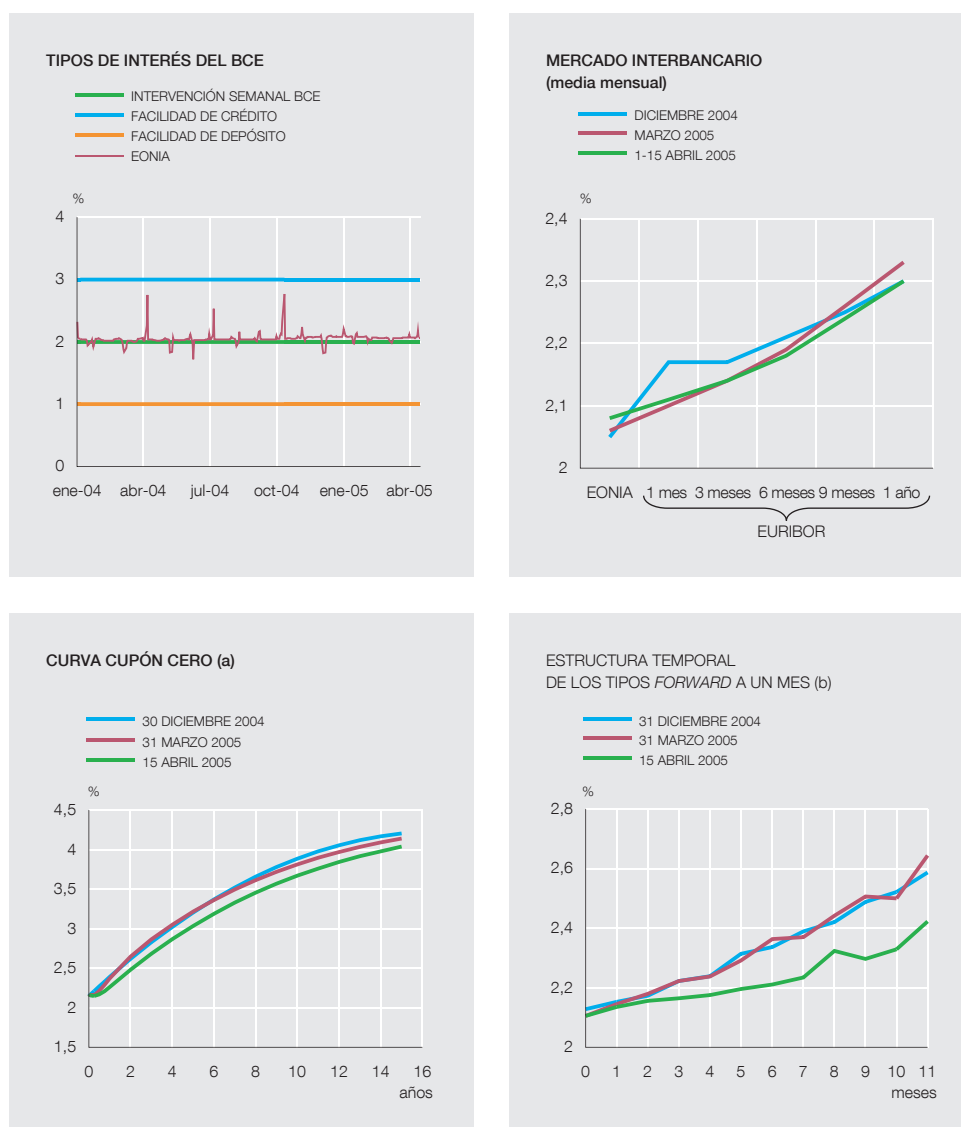 TIPOS DE INTERÉS DEL BCE
INTERVENCIÓN SEMANAL BCE
FACILIDAD DE CRÉDITO
FACILIDAD DE DEPÓSITO
EONIA
%
4
3
2
1
0
ene-04 abr-04 jul-04 oct-04 ene-05 abr-05
MERCADO INTERBANCARIO
(media mensual)
DICIEMBRE 2004
MARZO 2005
1-15 ABRIL 2005
%
2,4
2,3
2,2
2,1
2
EONIA 1 mes 3 meses 6 meses 9 meses 1 año
EURIBOR
CURVA CUPÓN CERO (a)
30 DICIEMBRE 2004
31 MARZO 2005
15 ABRIL 2005
%
4,5
4
3,5
3
2,5
2
1,5
0 2 4 6 8 10 12 14 16
años
ESTRUCTURA TEMPORAL
DE LOS TIPOS FORWARD A UN MES (b)
31 DICIEMBRE 2004
31 MARZO 2005
15 ABRIL 2005
%
2,8
2,6
2,4
2,2
2
0 1 2 3 4 5 6 7 8 9 10 11
meses